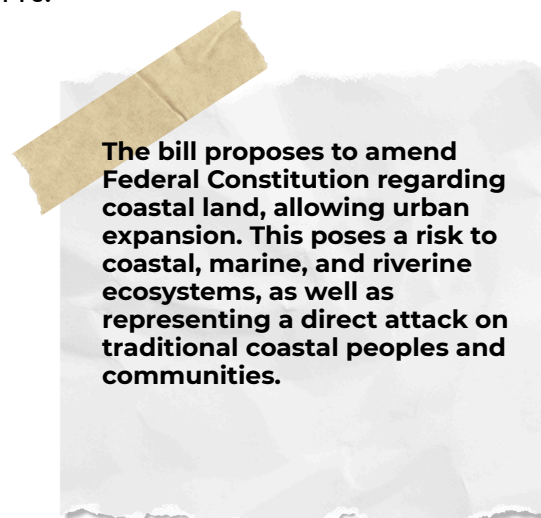 The bill proposes to amend
Federal Constitution regarding
coastal land, allowing urban
expansion. This poses a risk to
coastal, marine, and riverine
ecosystems, as well as
representing a direct attack on
traditional coastal peoples and
communities.